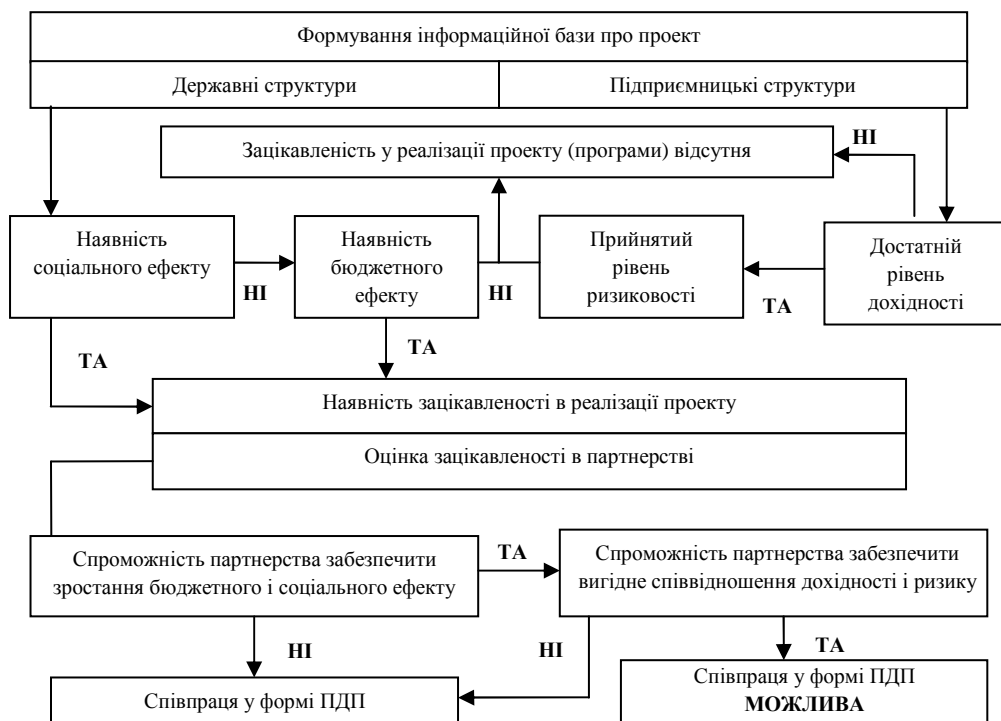 Формування інформаційної бази про проект
Державні структури
Підприємницькі структури
НІ
Зацікавленість у реалізації проекту (програми) відсутня
Наявність
соціального ефекту
НІ
Наявність
бюджетного
ефекту
НІ
Прийнятий
рівень
ризиковості
ТА
Достатній
рівень
дохідності
ТА
ТА
Наявність зацікавленості в реалізації проекту
Оцінка зацікавленості в партнерстві
Спроможність партнерства забезпечити
зростання бюджетного і соціального ефекту
ТА
Спроможність партнерства забезпечити
вигідне співвідношення дохідності і ризику
НІ
НІ
ТА
Співпраця у формі ПДП
Співпраця у формі ПДП
МОЖЛИВА